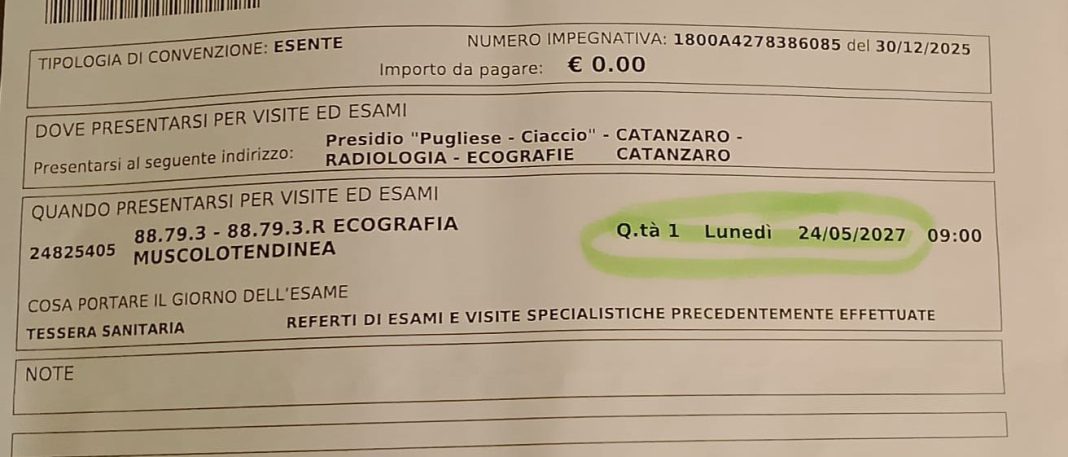 TIPOLOGIA DI CONVENZIONE: ESENTE
NUMERO IMPEGNATIVA: 1800A4278386085 del 30/12/2025
Importo da pagare: € 0.00
DOVE PRESENTARSI PER VISITE ED ESAMI
Presentarsi al seguente indirizzo:
Presidio "Pugliese - Ciaccio" - CATANZARO -
RADIOLOGIA - ECOGRAFIE CATANZARO
QUANDO PRESENTARSI PER VISITE ED ESAMI
24825405 88.79.3 - 88.79.3.R ECOGRAFIA
MUSCOLOTENDINEA
Q.tà 1 Lunedì 24/05/2027 09:00
COSA PORTARE IL GIORNO DELL'ESAME
TESSERA SANITARIA REFERTI DI ESAMI E VISITE SPECIALISTICHE PRECEDENTEMENTE EFFETTUATE
NOTE